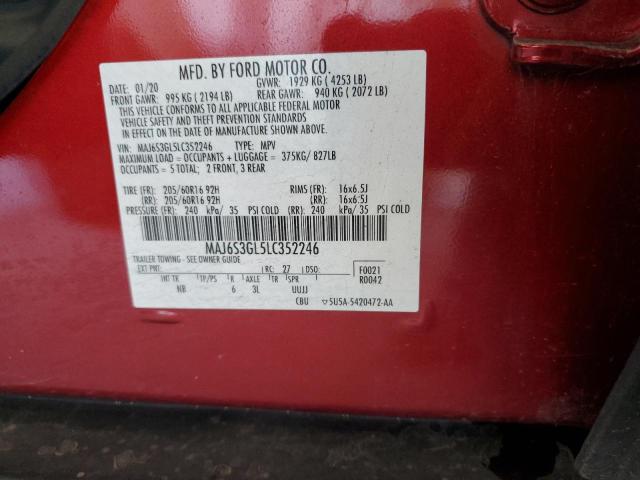 MFD. BY FORD MOTOR CO.
DATE: 01/20 GVWR: 1929 KG ( 4253 LB)
FRONT GAWR: 995 KG ( 2194 LB) REAR GAWR: 940 KG ( 2072 LB)
THIS VEHICLE CONFORMS TO ALL APPLICABLE FEDERAL MOTOR
VEHICLE SAFETY AND THEFT PREVENTION STANDARDS
IN EFFECT ON THE DATE OF MANUFACTURE SHOWN ABOVE.
VIN: MAJ6S3GL5LC352246 TYPE: MPV
MAXIMUM LOAD = OCCUPANTS + LUGGAGE = 375KG/ 827LB
OCCUPANTS = 5 TOTAL; 2 FRONT, 3 REAR
TIRE (FR): 205/60R16 92H RIMS (FR): 16x6.5J
(RR): 205/60R16 92H (RR): 16x6.5J
PRESSURE (FR): 240 kPa/ 35 PSI COLD (RR): 240 kPa/ 35 PSI COLD
MAJ6S3GL5LC352246
TRAILER TOWING - SEE OWNER GUIDE
EXT PNT: RC: 27 DSO: F0021
INT TR TP/PS R AXLE TR SPR R0042
NB 6 3L UUJJ
CBU ▽5U5A-5420472-AA